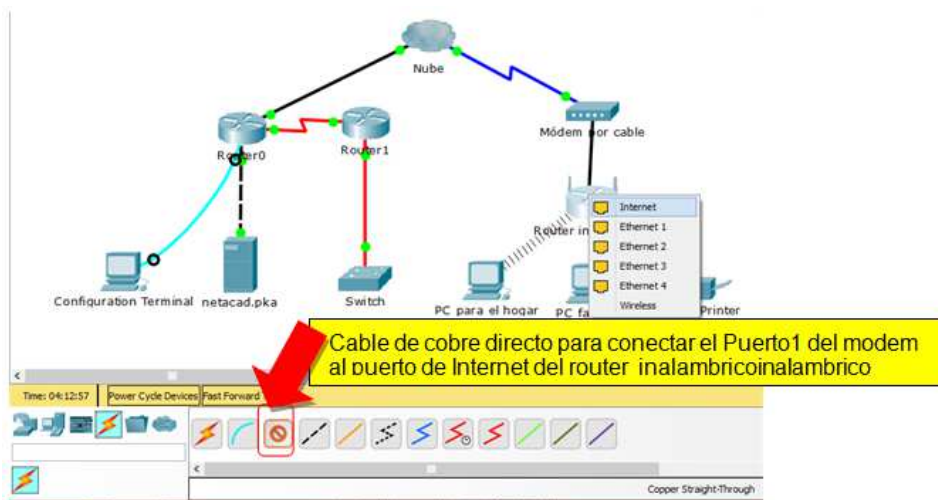 Nube
Módem por cable
Router0
Router1
Internet
Ethernet 1
Ethernet 2
Ethernet 3
Ethernet 4
Wireless
Router
Configuration Terminal
netacad.pka
Switch
PC para el hogar
PC
Printer
Cable de cobre directo para conectar el Puerto1 del modem
al puerto de Internet del router inalambricoinalambrico
Time: 04:12:57
Power Cycle Devices
Fast Forward
Copper Straight-Through